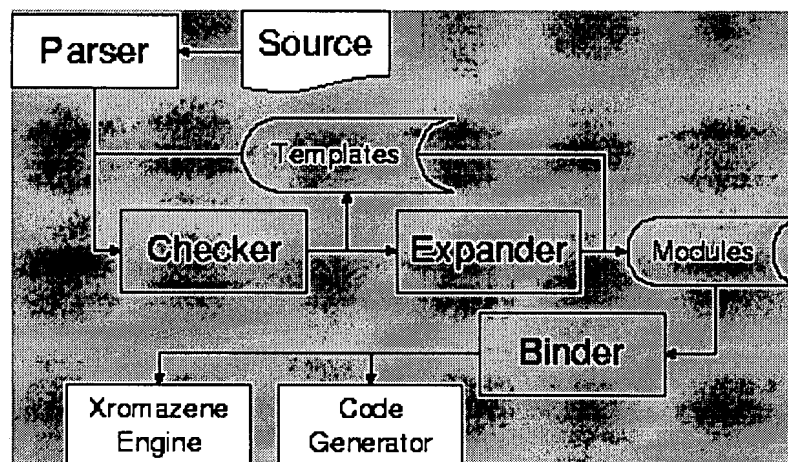 Parser
Source
Templates
Checker
Expander
Modules
Binder
Xromazene
Engine
Code
Generator